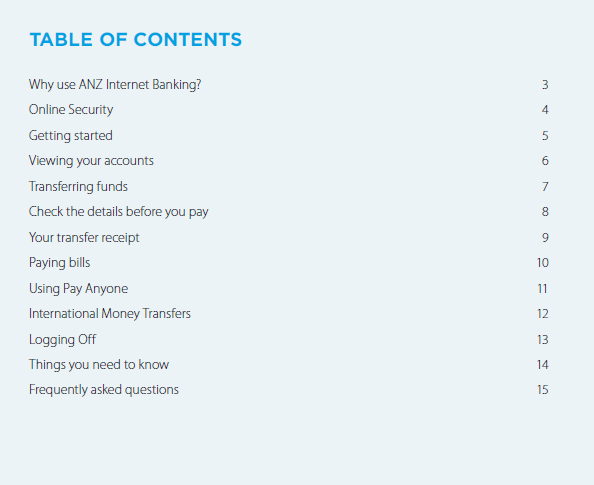 TABLE OF CONTENTS
Why use ANZ Internet Banking? 3
Online Security 4
Getting started 5
Viewing your accounts 6
Transferring funds 7
Check the details before you pay 8
Your transfer receipt 9
Paying bills 10
Using Pay Anyone 11
International Money Transfers 12
Logging Off 13
Things you need to know 14
Frequently asked questions 15